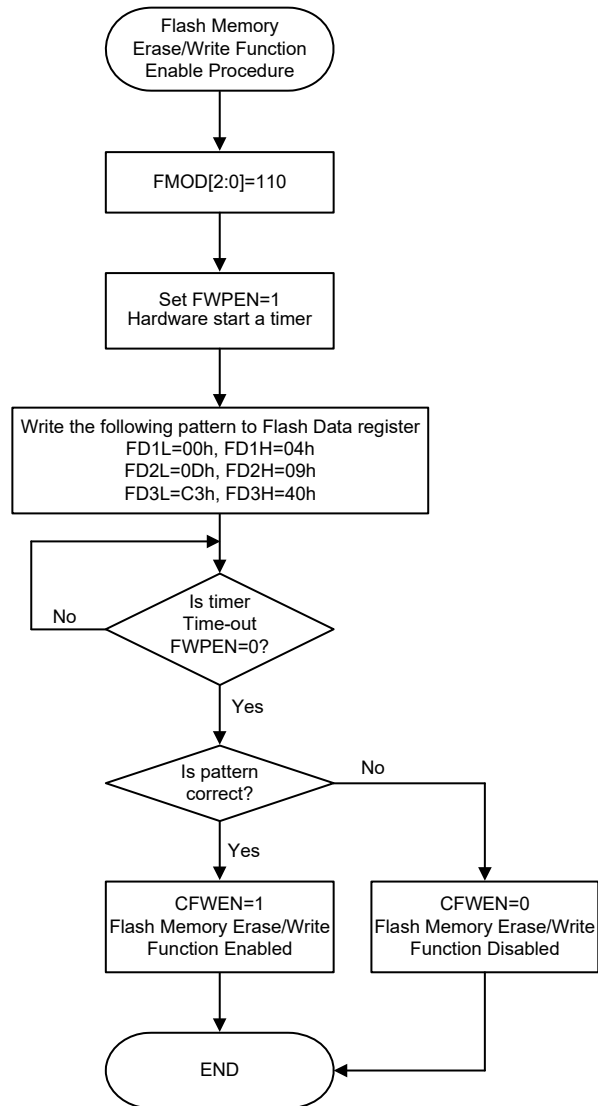 Flash Memory
Erase/Write Function
Enable Procedure
FMOD[2:0]=110
Set FWPEN=1
Hardware start a timer
Write the following pattern to Flash Data register
FD1L=00h, FD1H=04h
FD2L=0Dh, FD2H=09h
FD3L=C3h, FD3H=40h
Is timer
Time-out
FWPEN=0?
No
Yes
Is pattern
correct?
No
Yes
CFWEN=1
Flash Memory Erase/Write
Function Enabled
CFWEN=0
Flash Memory Erase/Write
Function Disabled
END